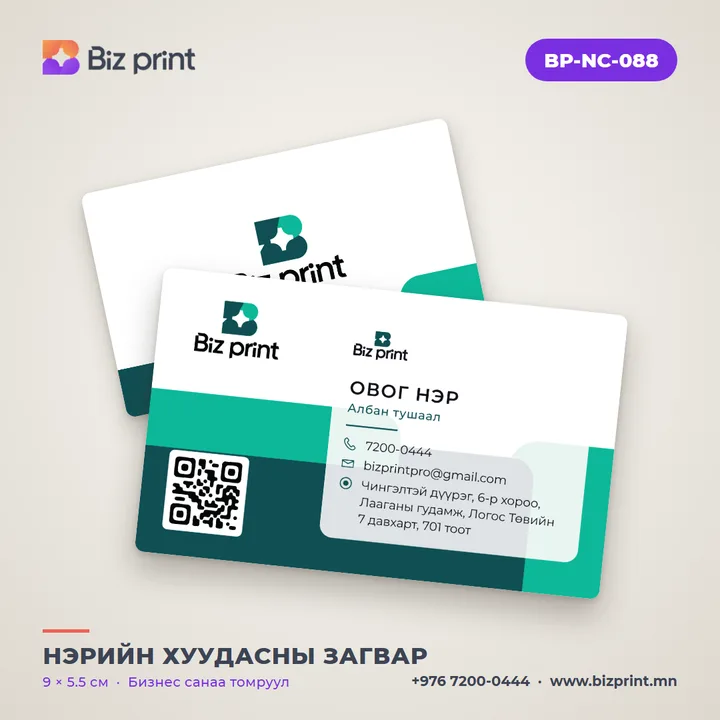 Biz print
BP-NC-088
print
Biz print
Biz print
ОВОГ НЭР
Албан тушаал
7200-0444
bizprintpro@gmail.com
Чингэлтэй дүүрэг, 6-р хороо,
Лааганы гудамж, Логос Төвийн
7 давхарт, 701 тоот
НЭРИЙН ХУУДАСНЫ ЗАГВАР
9 × 5.5 см · Бизнес санаа томруул
+976 7200-0444 · www.bizprint.mn